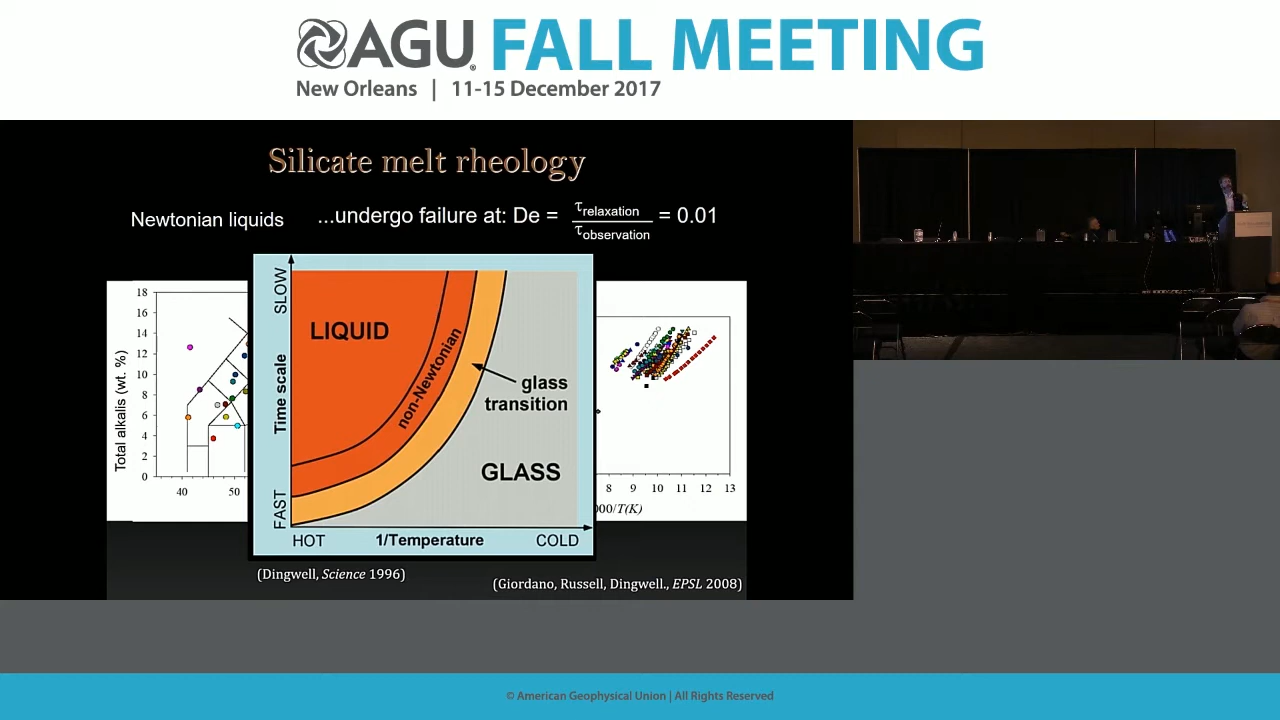 AGU FALL MEETING
New Orleans | 11-15 December 2017
Silicate melt rheology
Newtonian liquids
...undergo failure at: De = τrelaxation / τobservation = 0.01
Total alkalis (wt. %)
18
16
14
12
10
8
6
4
2
0
40
50
SLOW
Time scale
FAST
LIQUID
non-Newtonian
glass
transition
GLASS
HOT
1/Temperature
COLD
8
9
10
11
12
13
00/T(K)
(Dingwell, Science 1996)
(Giordano, Russell, Dingwell., EPSL 2008)
© American Geophysical Union | All Rights Reserved